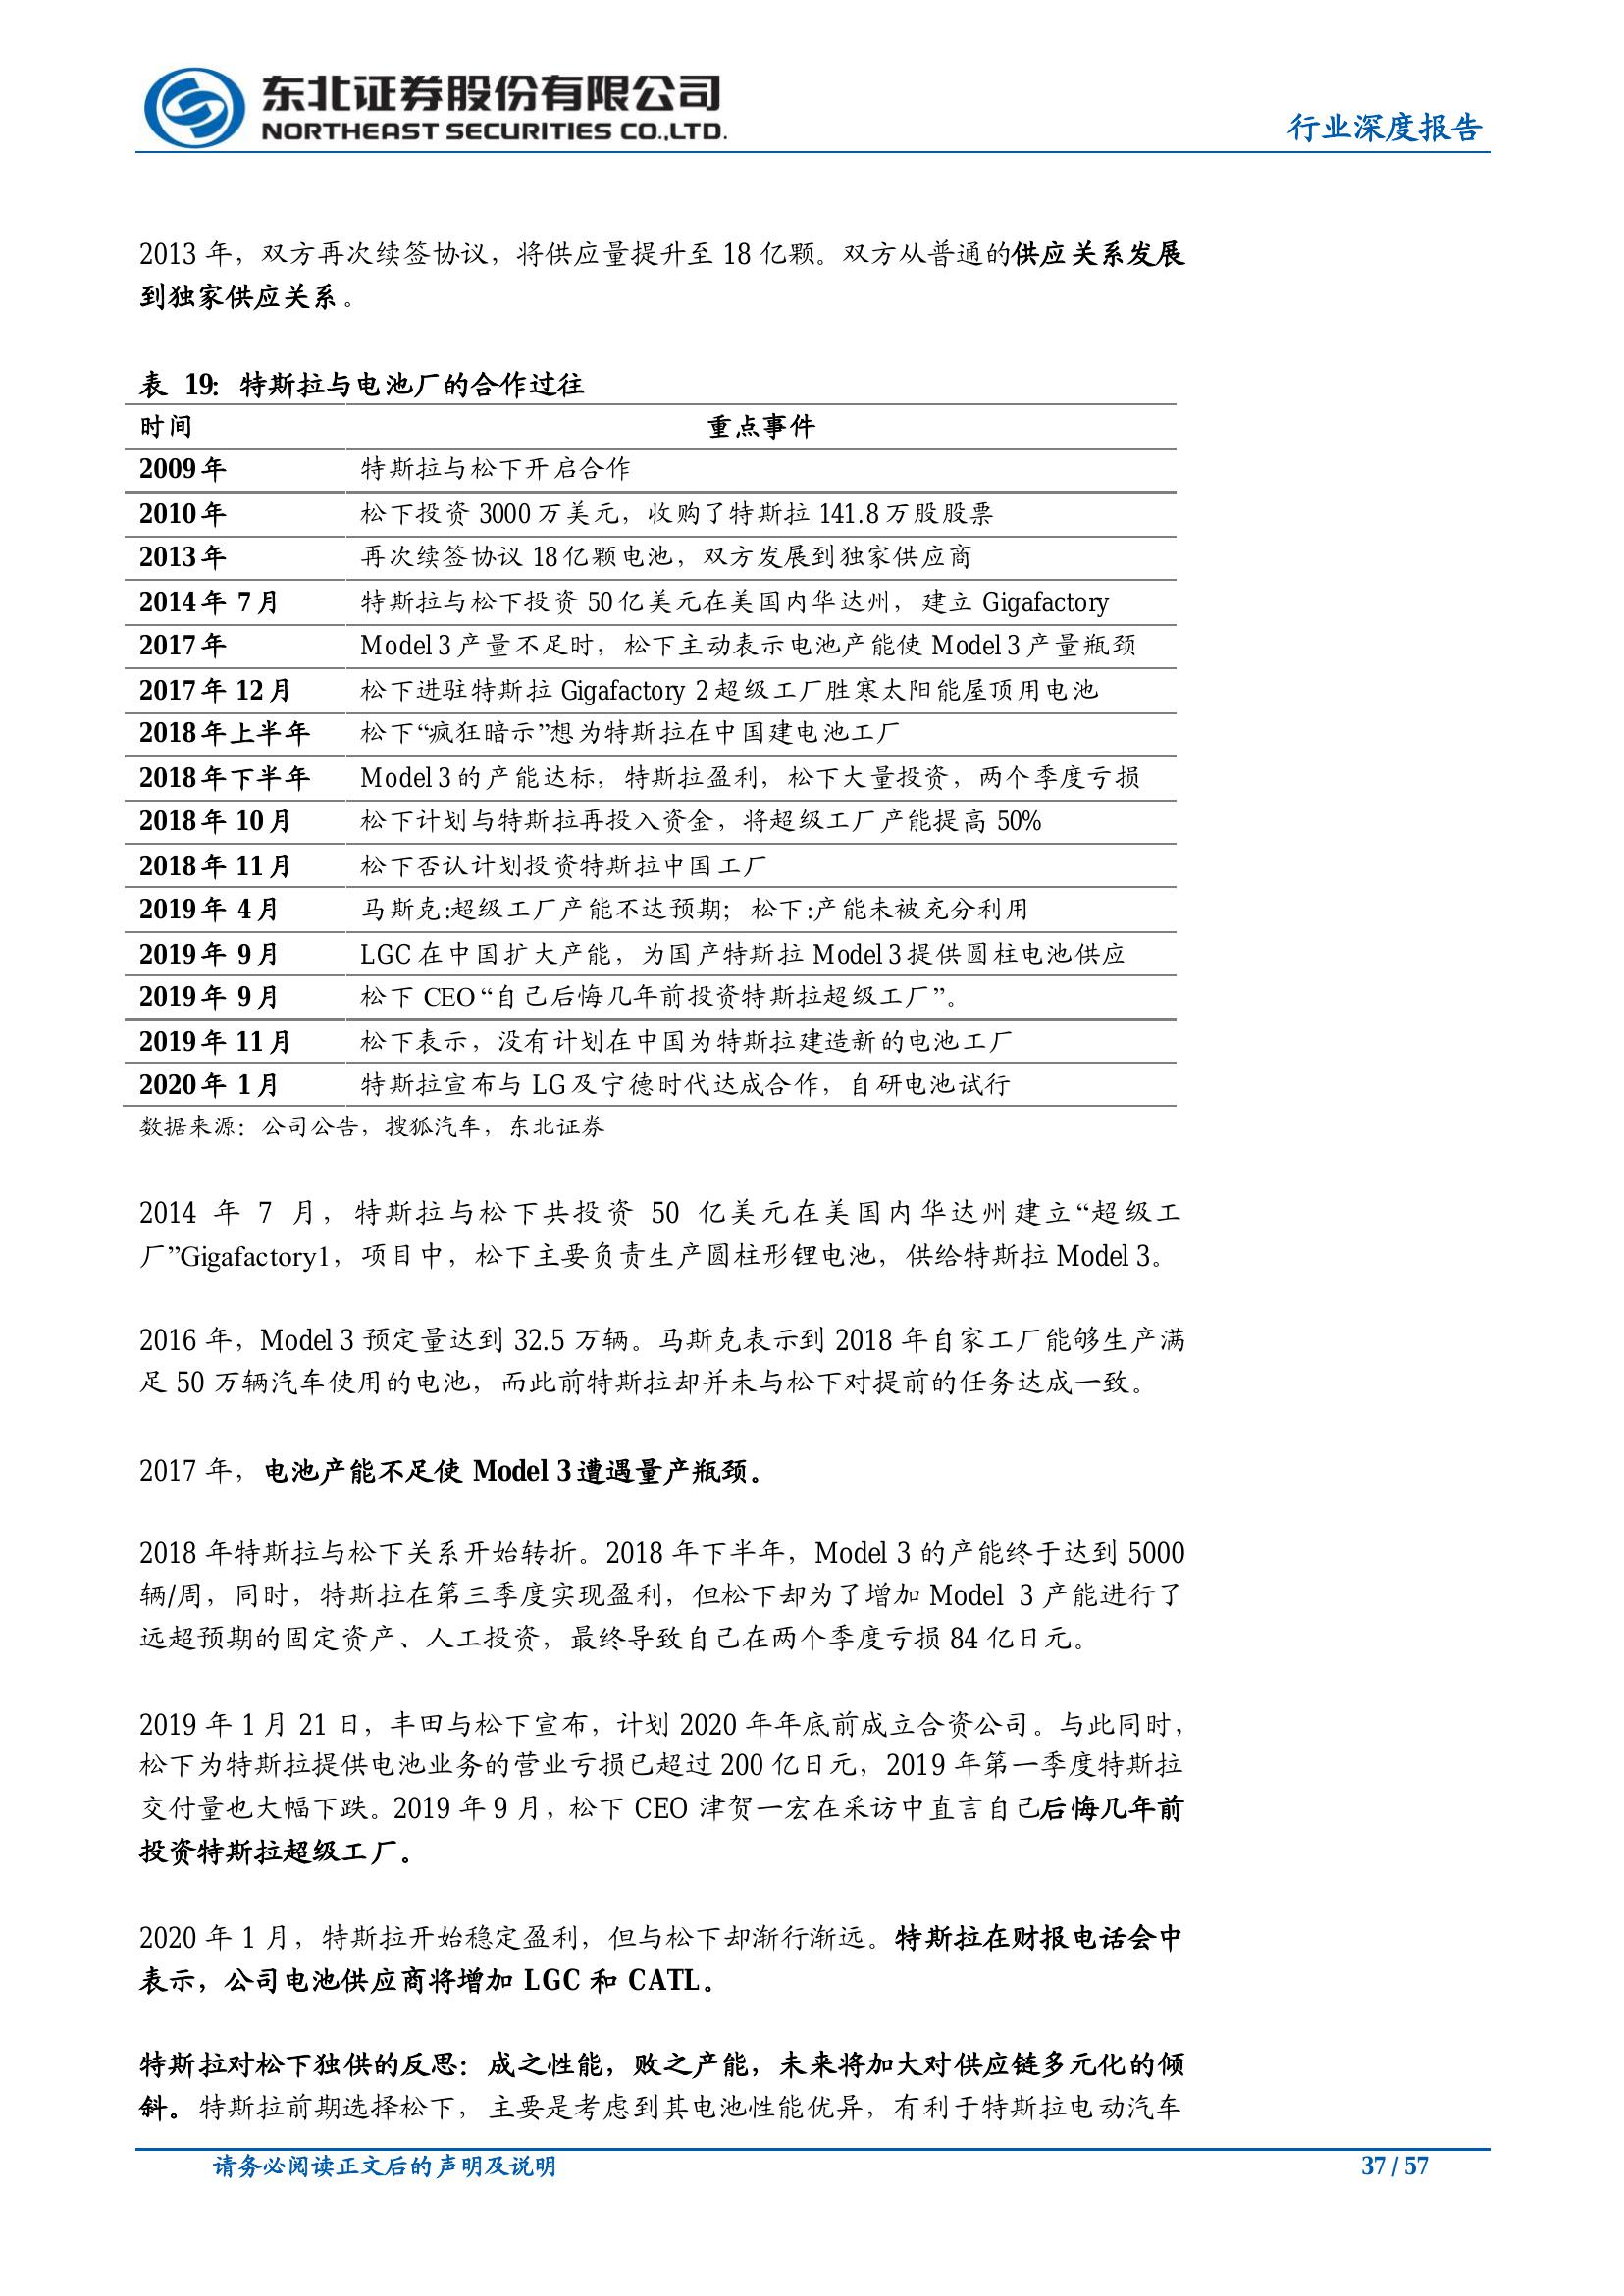 东北证券股份有限公司
NORTHEAST SECURITIES CO.,LTD.
行业深度报告
2013 年，双方再次续签协议，将供应量提升至 18 亿颗。双方从普通的供应关系发展
到独家供应关系。
表 19：特斯拉与电池厂的合作过往
时间 重点事件
2009 年 特斯拉与松下开启合作
2010 年 松下投资 3000 万美元，收购了特斯拉 141.8 万股股票
2013 年 再次续签协议 18 亿颗电池，双方发展到独家供应商
2014 年 7 月 特斯拉与松下投资 50 亿美元在美国内华达州，建立 Gigafactory
2017 年 Model 3 产量不足时，松下主动表示电池产能使 Model 3 产量瓶颈
2017 年 12 月 松下进驻特斯拉 Gigafactory 2 超级工厂胜寒太阳能屋顶用电池
2018 年上半年 松下“疯狂暗示”想为特斯拉在中国建电池工厂
2018 年下半年 Model 3 的产能达标，特斯拉盈利，松下大量投资，两个季度亏损
2018 年 10 月 松下计划与特斯拉再投入资金，将超级工厂产能提高 50%
2018 年 11 月 松下否认计划投资特斯拉中国工厂
2019 年 4 月 马斯克:超级工厂产能不达预期；松下:产能未被充分利用
2019 年 9 月 LGC 在中国扩大产能，为国产特斯拉 Model 3 提供圆柱电池供应
2019 年 9 月 松下 CEO “自己后悔几年前投资特斯拉超级工厂”。
2019 年 11 月 松下表示，没有计划在中国为特斯拉建造新的电池工厂
2020 年 1 月 特斯拉宣布与 LG 及宁德时代达成合作，自研电池试行
数据来源：公司公告，搜狐汽车，东北证券
2014 年 7 月，特斯拉与松下共投资 50 亿美元在美国内华达州建立“超级工
厂”Gigafactory1，项目中，松下主要负责生产圆柱形锂电池，供给特斯拉 Model 3。
2016 年，Model 3 预定量达到 32.5 万辆。马斯克表示到 2018 年自家工厂能够生产满
足 50 万辆汽车使用的电池，而此前特斯拉却并未与松下对提前的任务达成一致。
2017 年，电池产能不足使 Model 3 遭遇量产瓶颈。
2018 年特斯拉与松下关系开始转折。2018 年下半年，Model 3 的产能终于达到 5000
辆/周，同时，特斯拉在第三季度实现盈利，但松下却为了增加 Model 3 产能进行了
远超预期的固定资产、人工投资，最终导致自己在两个季度亏损 84 亿日元。
2019 年 1 月 21 日，丰田与松下宣布，计划 2020 年年底前成立合资公司。与此同时，
松下为特斯拉提供电池业务的营业亏损已超过 200 亿日元，2019 年第一季度特斯拉
交付量也大幅下跌。2019 年 9 月，松下 CEO 津贺一宏在采访中直言自己后悔几年前
投资特斯拉超级工厂。
2020 年 1 月，特斯拉开始稳定盈利，但与松下却渐行渐远。特斯拉在财报电话会中
表示，公司电池供应商将增加 LGC 和 CATL。
特斯拉对松下独供的反思：成之性能，败之产能，未来将加大对供应链多元化的倾
斜。特斯拉前期选择松下，主要是考虑到其电池性能优异，有利于特斯拉电动汽车
请务必阅读正文后的声明及说明
37 / 57